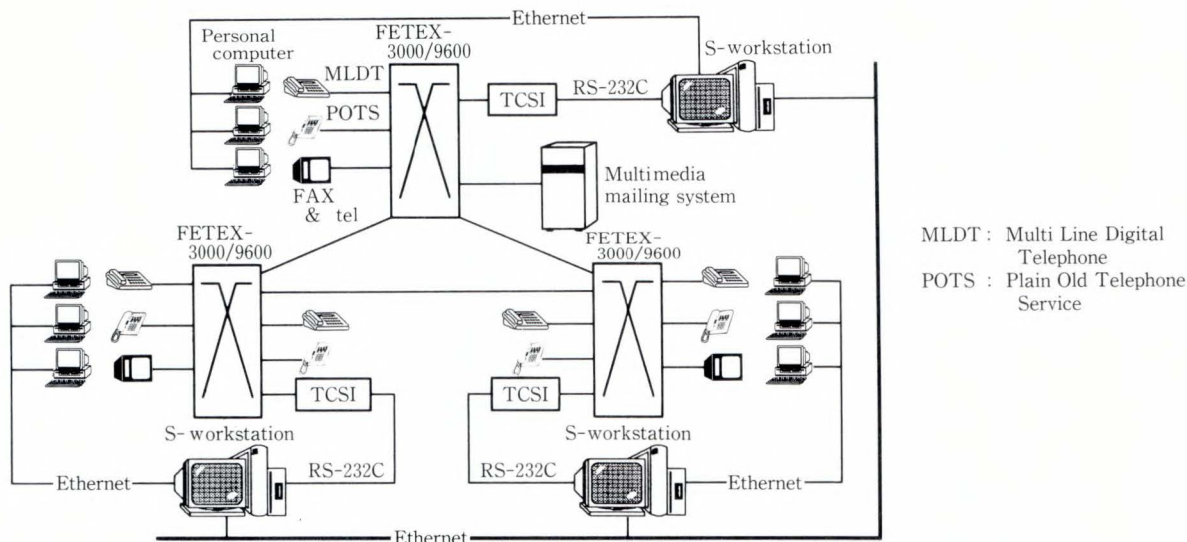 Ethernet
FETEX-
3000/9600
Personal
computer
S-workstation
MLDT
TCSI
RS-232C
POTS
FAX
& tel
Multimedia
mailing system
FETEX-
3000/9600
FETEX-
3000/9600
MLDT : Multi Line Digital
Telephone
POTS : Plain Old Telephone
Service
TCSI
TCSI
S-workstation
S-workstation
RS-232C
RS-232C
Ethernet
Ethernet
Ethernet